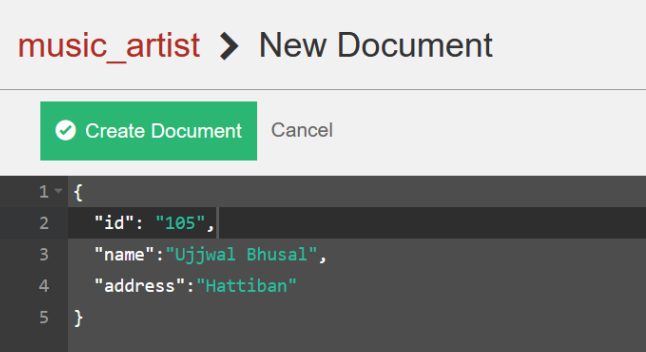 music_artist > New Document
Create Document Cancel
1 {
2 "id": "105",
3 "name":"Ujjwal Bhusal",
4 "address":"Hattiban"
5 }